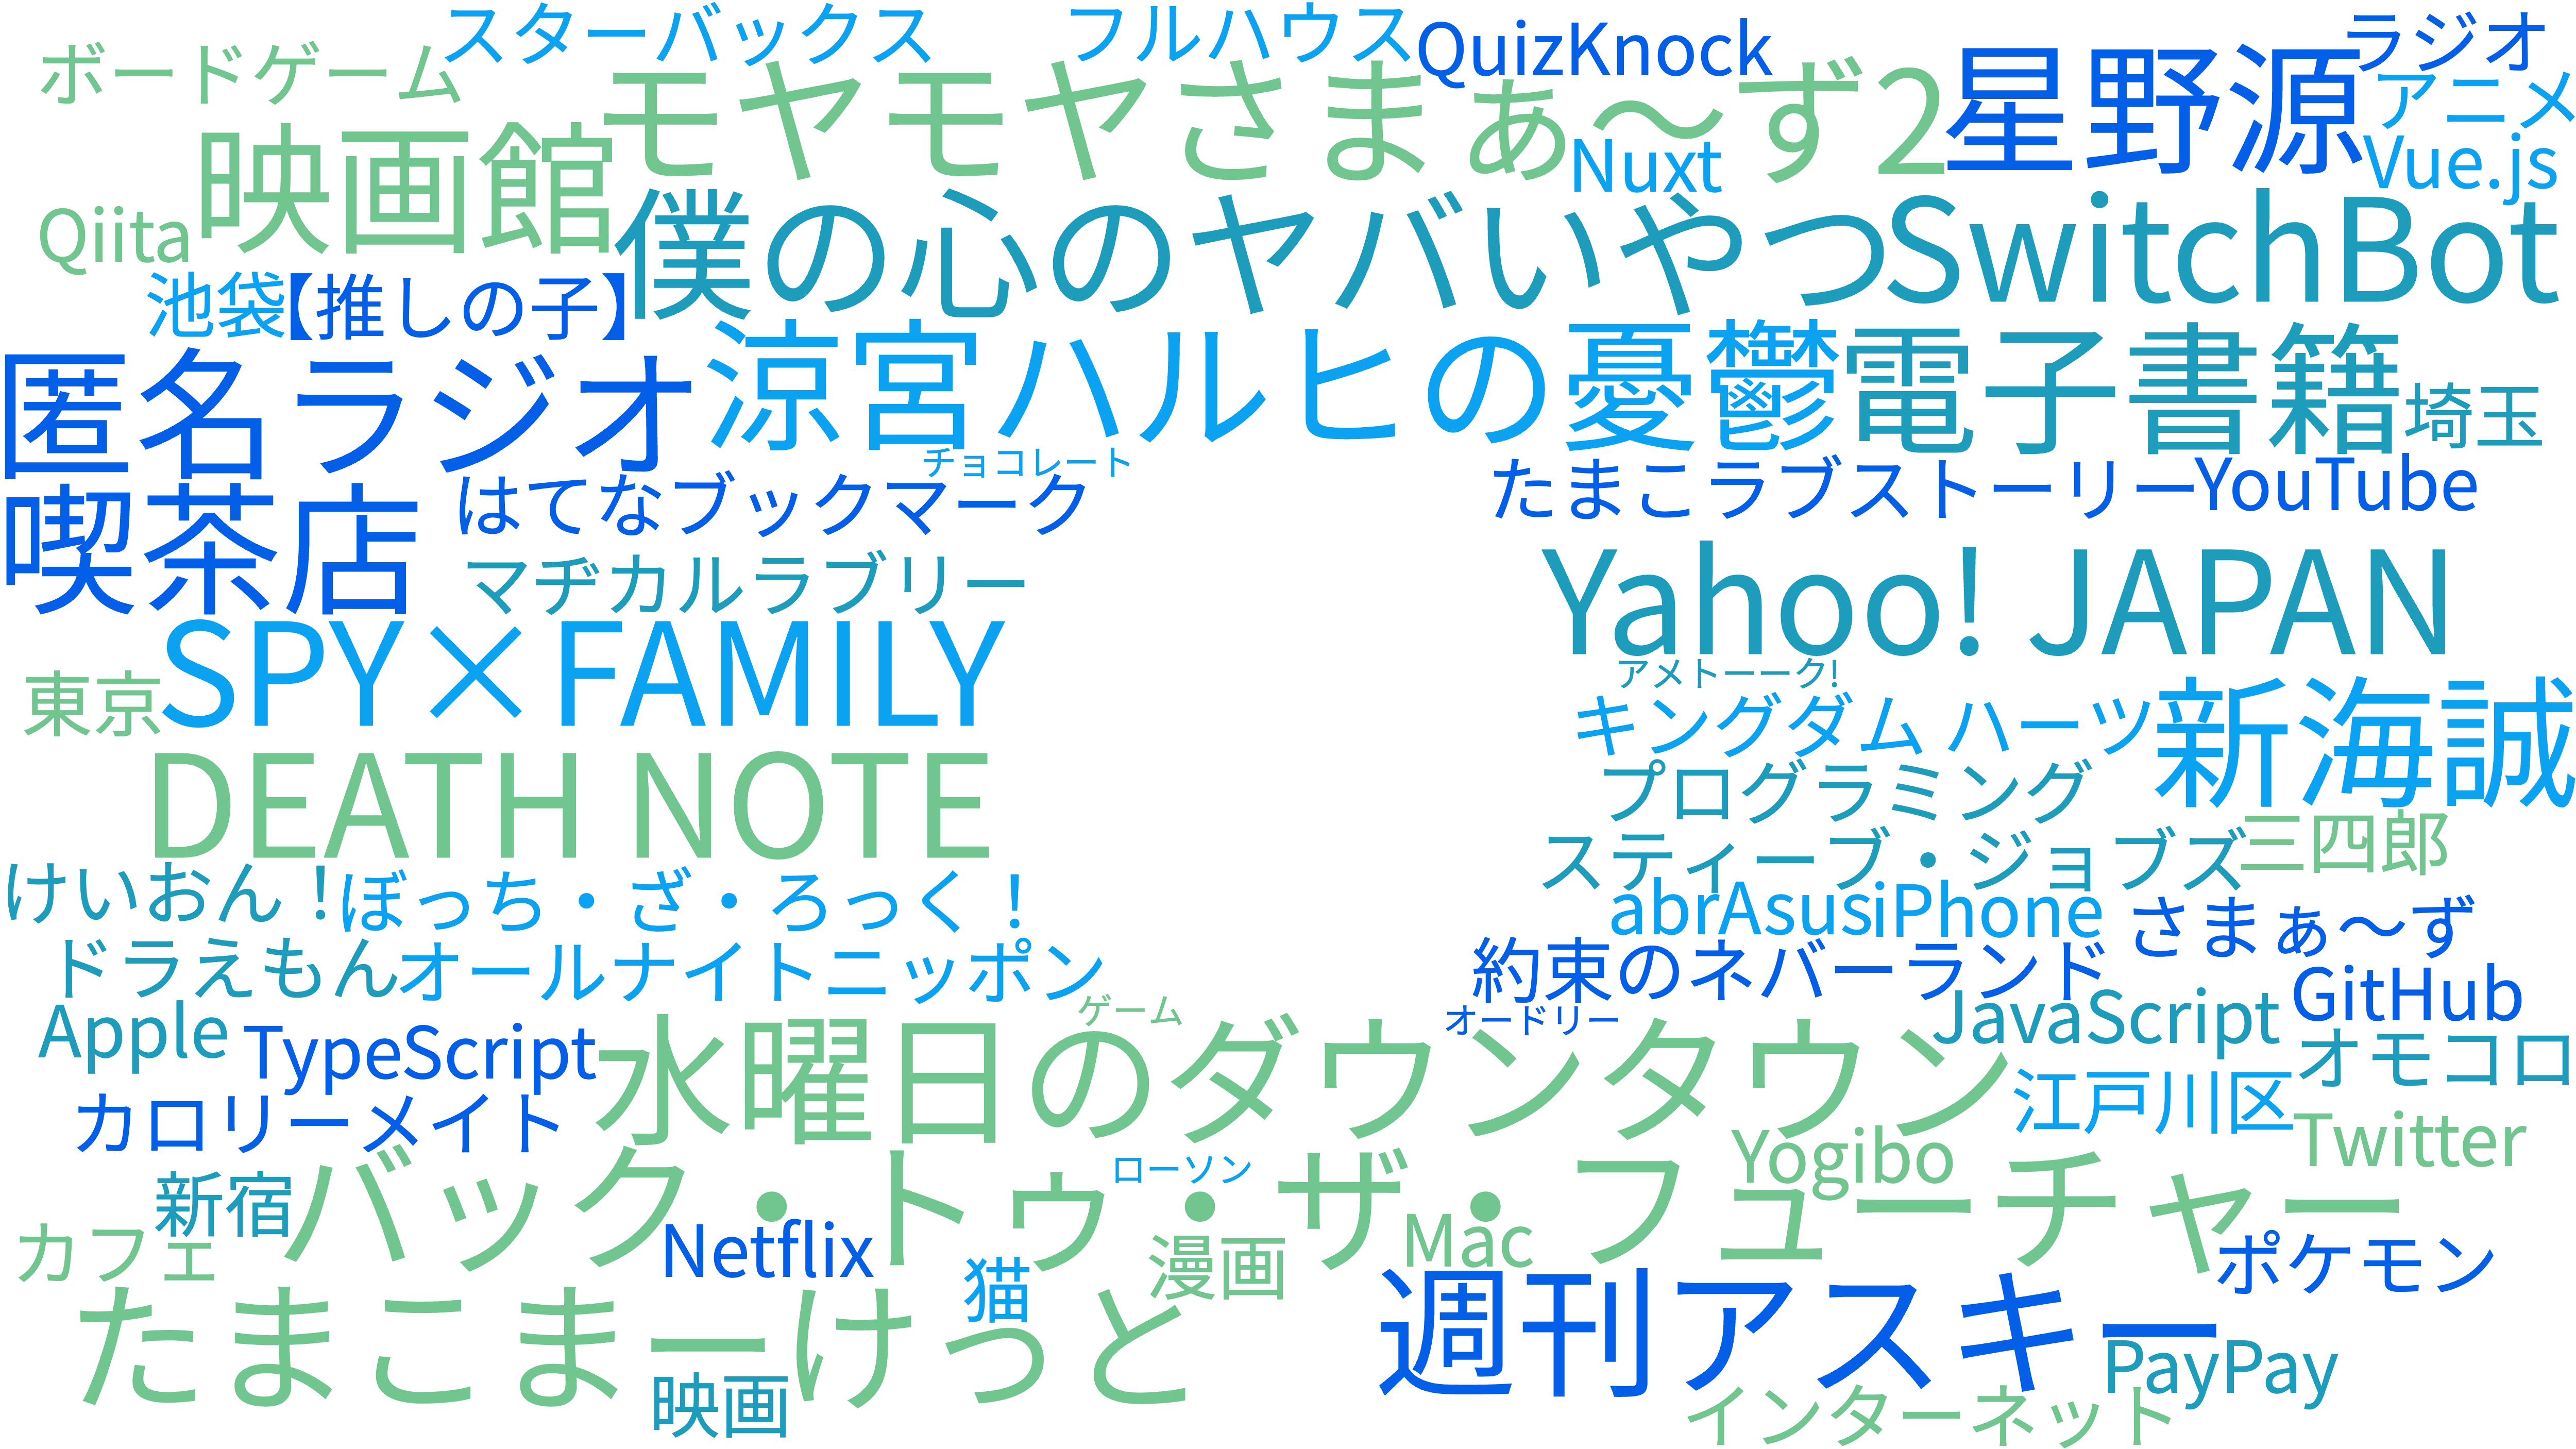 スターバックス
フルハウス
QuizKnock
ラジオ
ボードゲーム
モヤモヤさまぁ〜ず2
星野源
アニメ
映画館
Nuxt
Vue.js
Qiita
僕の心のヤバいやつ
SwitchBot
池袋
【推しの子】
匿名ラジオ
涼宮ハルヒの憂鬱
電子書籍
埼玉
チョコレート
喫茶店
はてなブックマーク
たまこラブストーリー
YouTube
マヂカルラブリー
Yahoo! JAPAN
SPY×FAMILY
東京
アメトーーク!
キングダム ハーツ
新海誠
DEATH NOTE
プログラミング
スティーブ・ジョブズ
三四郎
けいおん！
ぼっち・ざ・ろっく！
abrAsus
iPhone
さまぁ〜ず
ドラえもん
オールナイトニッポン
約束のネバーランド
GitHub
Apple
TypeScript
ゲーム
オードリー
JavaScript
水曜日のダウンタウン
オモコロ
カロリーメイト
江戸川区
Twitter
Yogibo
新宿
バック・トゥ・ザ・フューチャー
ローソン
カフェ
Netflix
猫
漫画
Mac
ポケモン
たまこまーけっと
週刊アスキー
PayPay
映画
インターネット